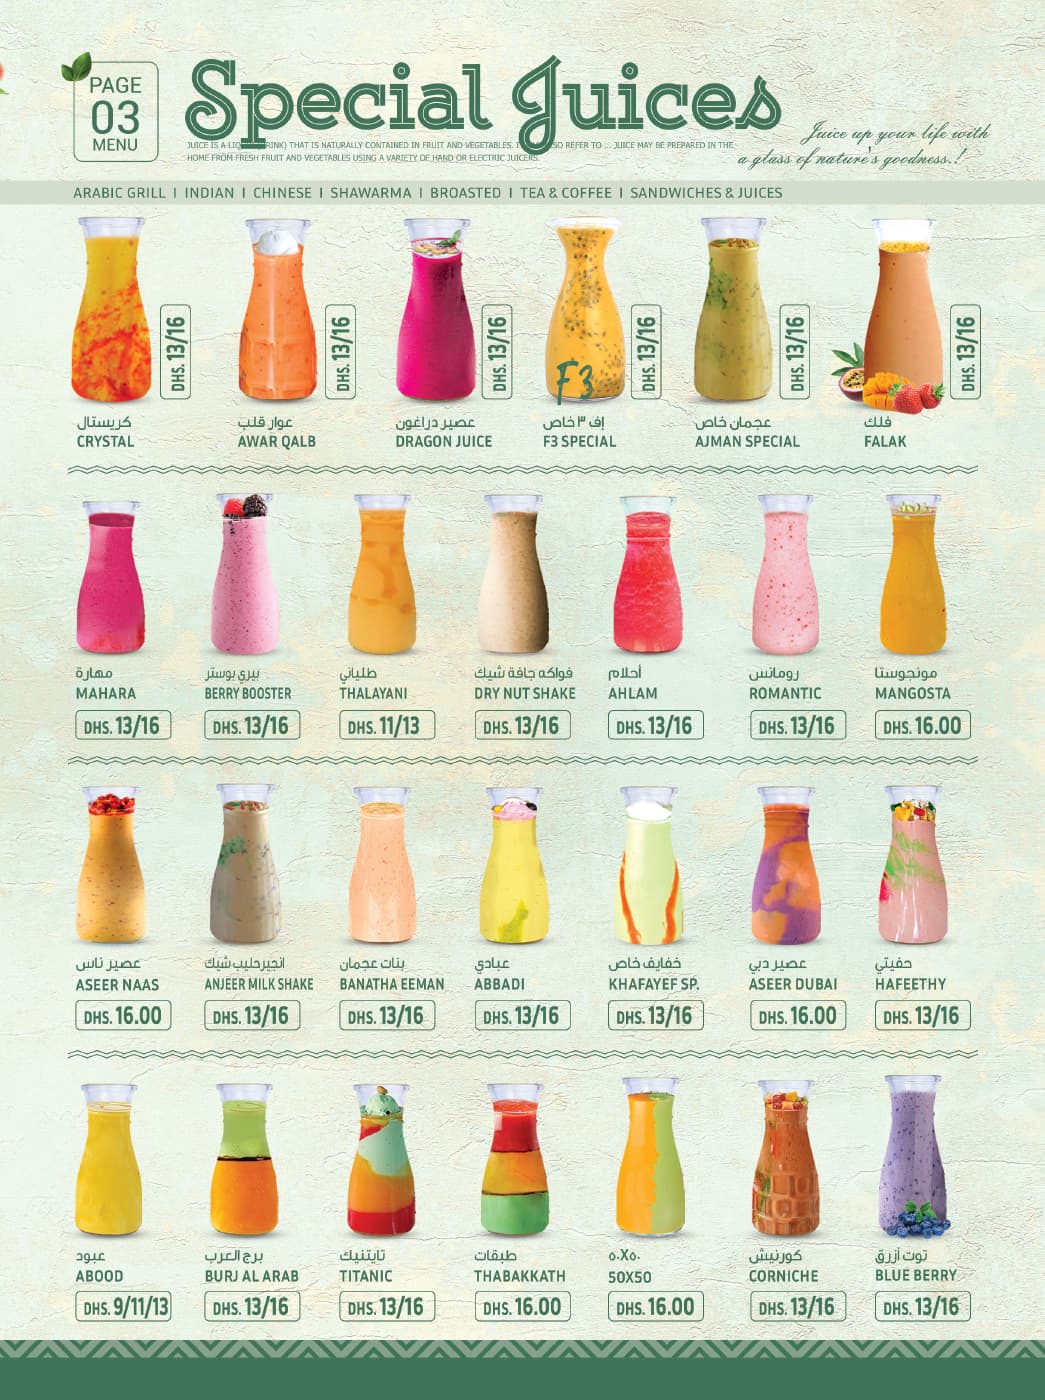 PAGE
03
MENU
Special Juices
JUICE IS A LIQ RINK) THAT IS NATURALLY CONTAINED IN FRUIT AND VEGETABLES. SO REFER TO ... JUICE MAY BE PREPARED IN THE
HOME FROM FRESH FRUIT AND VEGETABLES USING A VARIETY OF HAND OR ELECTRIC JUICERS.
Juice up your life with
a glass of nature's goodness.!
ARABIC GRILL I INDIAN I CHINESE I SHAWARMA I BROASTED I TEA & COFFEE I SANDWICHES & JUICES
DHS. 13/16
كريستال
CRYSTAL
DHS. 13/16
عوار قلب
AWAR QALB
DHS. 13/16
عصير دراغون
DRAGON JUICE
F3
DHS. 13/16
إف ٣ خاص
F3 SPECIAL
DHS. 13/16
عجمان خاص
AJMAN SPECIAL
DHS. 13/16
فلك
FALAK
مهارة
MAHARA
DHS. 13/16
بيري بوستر
BERRY BOOSTER
DHS. 13/16
طلياني
THALAYANI
DHS. 11/13
فواكه جافة شيك
DRY NUT SHAKE
DHS. 13/16
أحلام
AHLAM
DHS. 13/16
رومانس
ROMANTIC
DHS. 13/16
مونجوستا
MANGOSTA
DHS. 16.00
عصير ناس
ASEER NAAS
DHS. 16.00
انجير حليب شيك
ANJEER MILK SHAKE
DHS. 13/16
بنات عجمان
BANATHA EEMAN
DHS. 13/16
عبادي
ABBADI
DHS. 13/16
خفايف خاص
KHAFAYEF SP.
DHS. 13/16
عصير دبي
ASEER DUBAI
DHS. 16.00
حفيتي
HAFEETHY
DHS. 13/16
عبود
ABOOD
DHS. 9/11/13
برج العرب
BURJ AL ARAB
DHS. 13/16
تايتنيك
TITANIC
DHS. 13/16
طبقات
THABAKKATH
DHS. 16.00
٥٠X٥٠
50X50
DHS. 16.00
كورنيش
CORNICHE
DHS. 13/16
توت أزرق
BLUE BERRY
DHS. 13/16